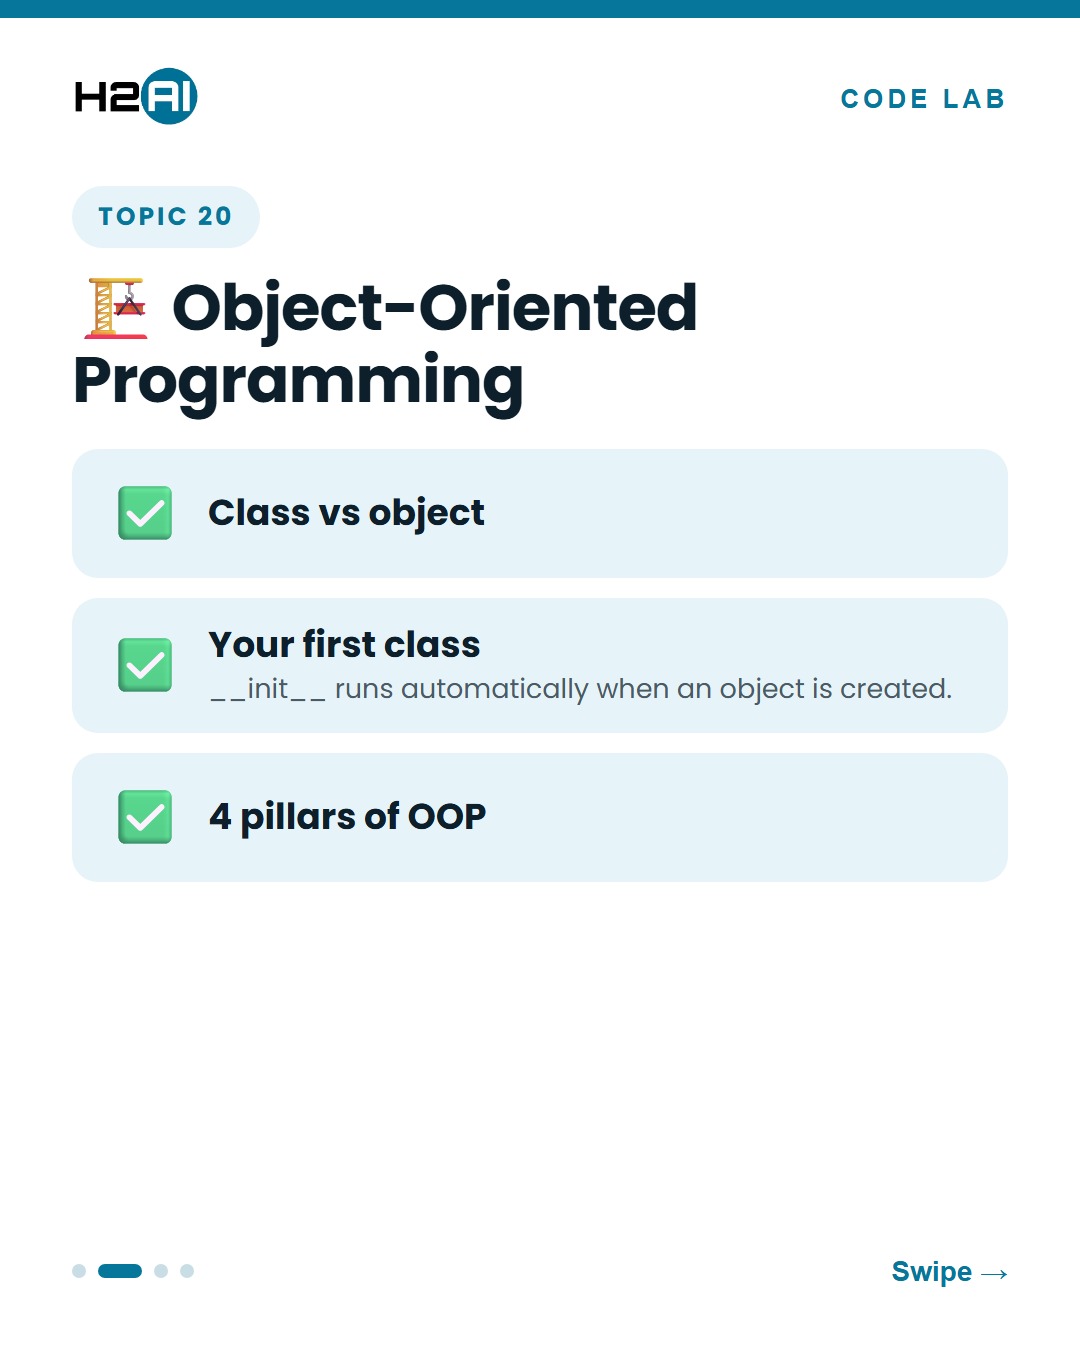 H2AI
CODE LAB
TOPIC 20
Object-Oriented
Programming
Class vs object
Your first class
__init__ runs automatically when an object is created.
4 pillars of OOP
Swipe →